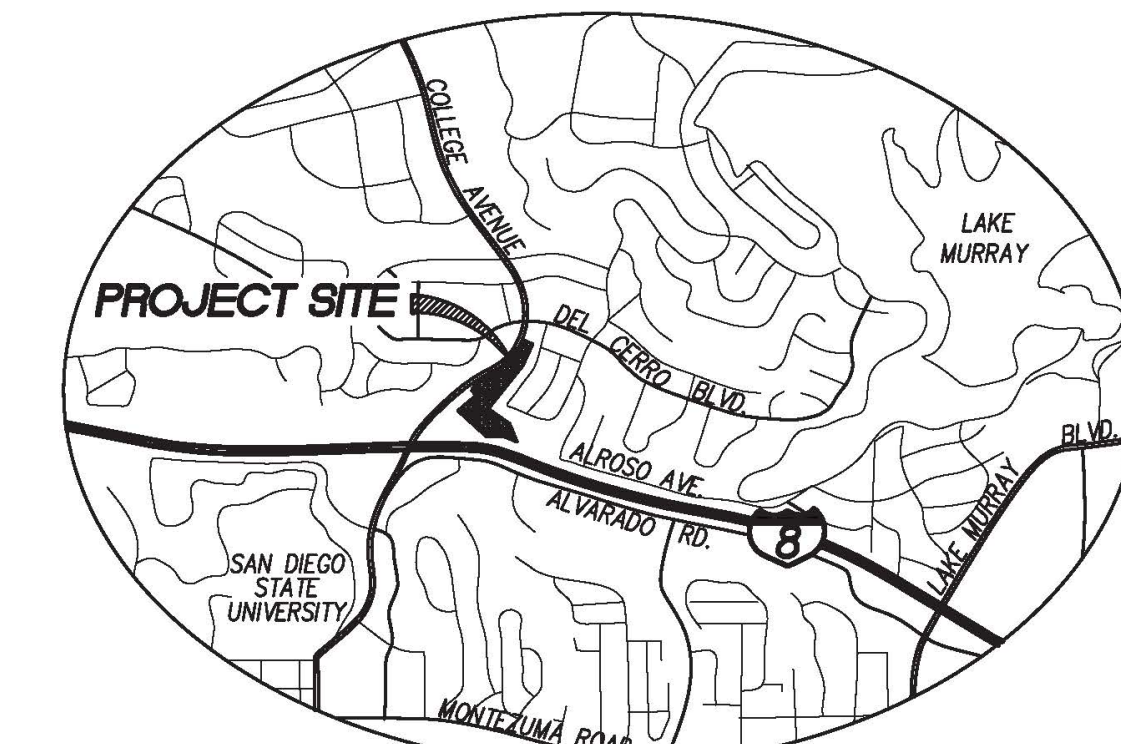 COLLEGE AVENUE
LAKE
MURRAY
PROJECT SITE
DEL CERRO BLVD.
ALROSO AVE.
ALVARADO RD.
8
LAKE MURRAY BLVD.
SAN DIEGO
STATE
UNIVERSITY
MONTEZUMA ROAD